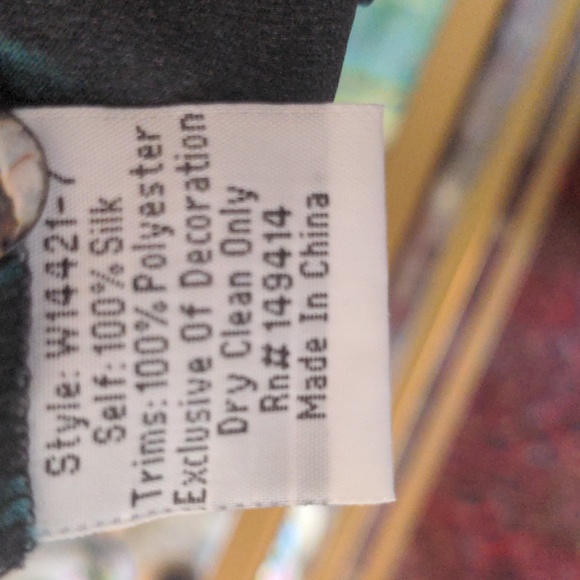 Style: W14421-7
Self: 100% Silk
Trims: 100% Polyester
Exclusive Of Decoration
Dry Clean Only
Rn# 149414
Made In China